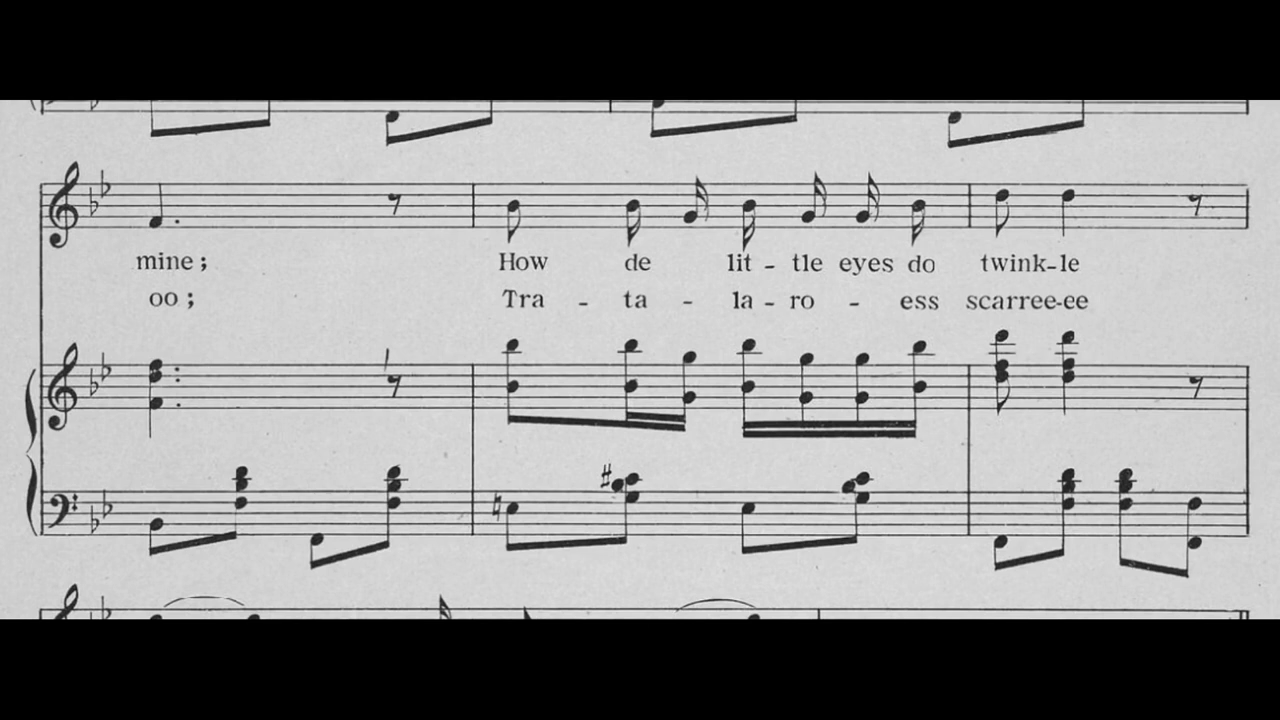 mine; How de lit - tle eyes do twink-le
oo; Tra - ta - la - ro - ess scarree-ee